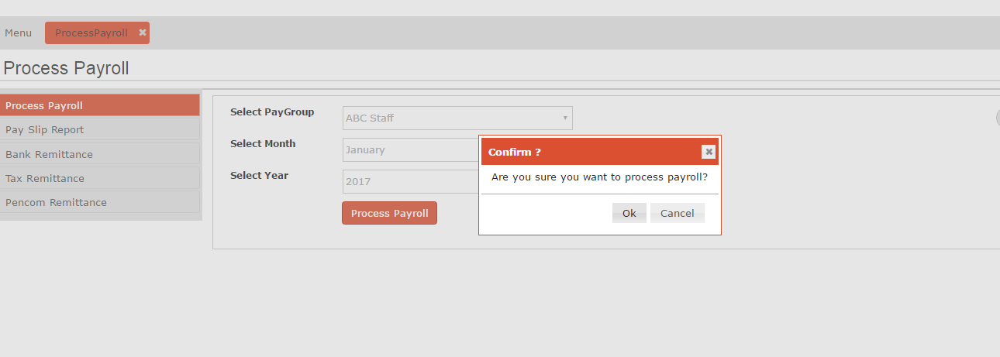 Menu ProcessPayroll ✖
Process Payroll
Process Payroll
Pay Slip Report
Bank Remittance
Tax Remittance
Pencom Remittance
Select PayGroup ABC Staff
Select Month January
Select Year 2017
Process Payroll
Confirm ? ✖
Are you sure you want to process payroll?
Ok Cancel